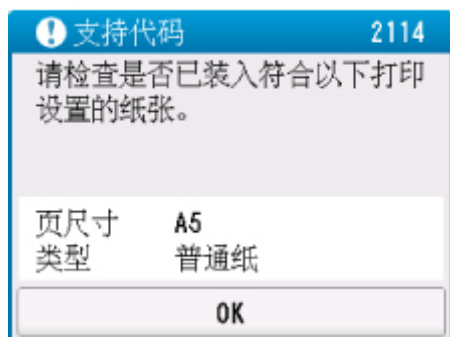 支持代码 2114
请检查是否已装入符合以下打印
设置的纸张。
页尺寸 A5
类型 普通纸
OK